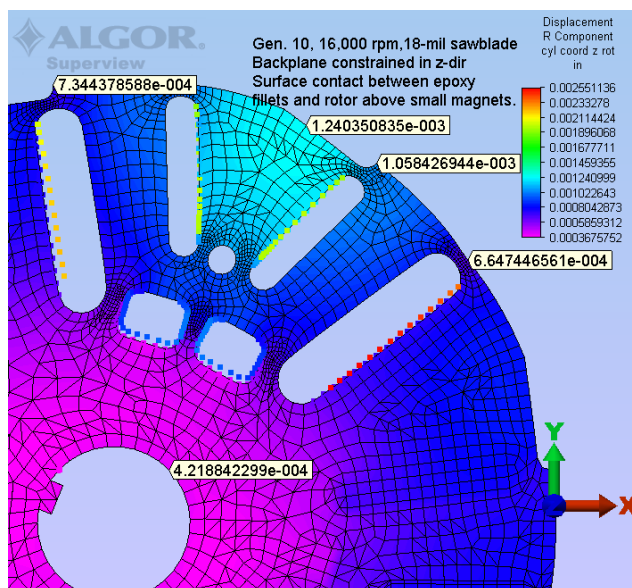 ALGOR
Superview
Gen. 10, 16,000 rpm,18-mil sawblade
Backplane constrained in z-dir
Surface contact between epoxy
fillets and rotor above small magnets.
Displacement
R Component
cyl coord z rot
in
0.002551136
0.00233278
0.002114424
0.001896068
0.001677711
0.001459355
0.001240999
0.001022643
0.0008042873
0.0005859312
0.0003675752
7.344378588e-004
1.240350835e-003
1.058426944e-003
6.647446561e-004
4.218842299e-004
Y
X